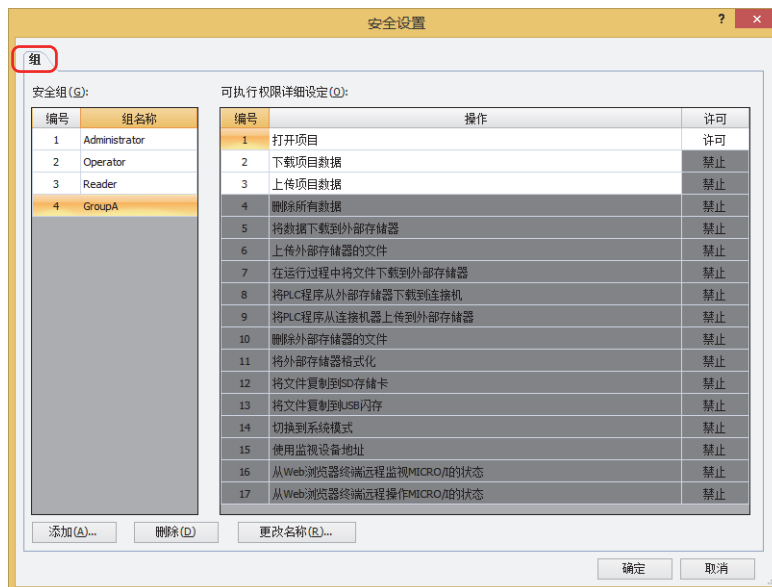 安全设置
? ×
组
安全组(G): 可执行权限详细设定(O):
编号 组名称 编号 操作 许可
1 Administrator 1 打开项目 许可
2 Operator 2 下载项目数据 禁止
3 Reader 3 上传项目数据 禁止
4 GroupA 4 删除所有数据 禁止
5 将数据下载到外部存储器 禁止
6 上传外部存储器的文件 禁止
7 在运行过程中将文件下载到外部存储器 禁止
8 将PLC程序从外部存储器下载到连接机 禁止
9 将PLC程序从连接机器上传到外部存储器 禁止
10 删除外部存储器的文件 禁止
11 将外部存储器格式化 禁止
12 将文件复制到SD存储卡 禁止
13 将文件复制到USB闪存 禁止
14 切换到系统模式 禁止
15 使用监视设备地址 禁止
16 从Web浏览器终端远程监视MICRO/I的状态 禁止
17 从Web浏览器终端远程操作MICRO/I的状态 禁止
添加(A)... 删除(D) 更改名称(R)...
确定 取消